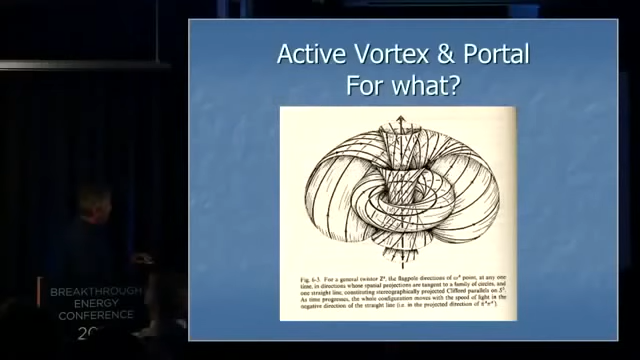 Active Vortex & Portal
For what?
Fig. 6-3 For a general twistor Zᵅ, the flagpole directions of ωᴬ point, at any one
time, in directions whose spatial projections are tangent to a family of circles, and
one straight line, constituting stereographically projected Clifford parallels on S³.
As time progresses, the whole configuration moves with the speed of light in the
negative direction of the straight line (i.e. in the projected direction of
BREAKTHROUGH
ENERGY
CONFERENCE